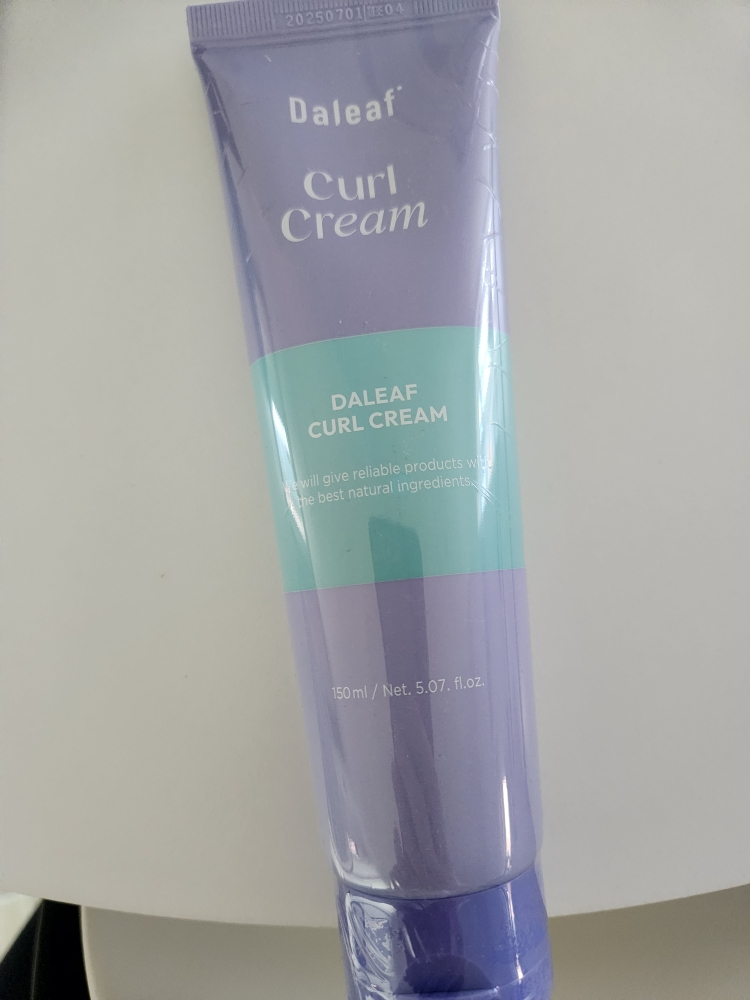 20250701
Daleaf
Curl
Cream
DALEAF
CURL CREAM
will give reliable products
the best natural ingredients.
150ml / Net. 5.07. fl.oz.